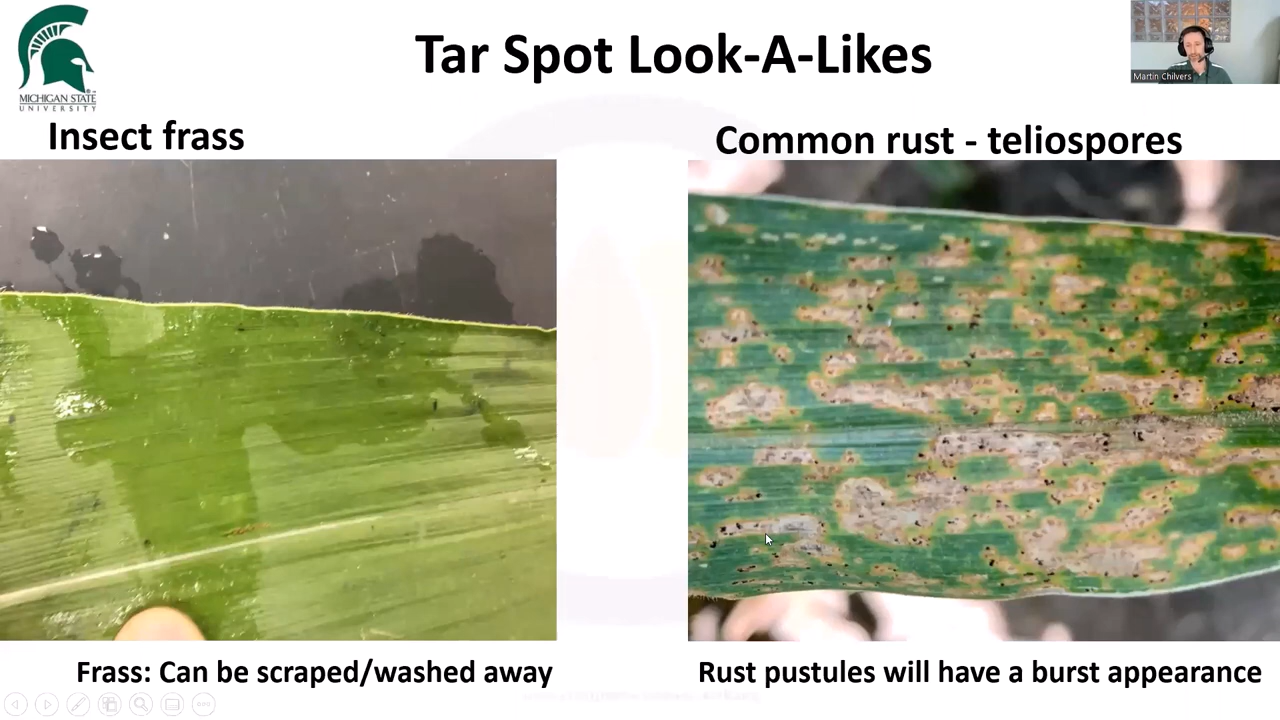 Tar Spot Look-A-Likes
MICHIGAN STATE
UNIVERSITY
Martin Chilvers
Insect frass
Common rust - teliospores
Frass: Can be scraped/washed away
Rust pustules will have a burst appearance